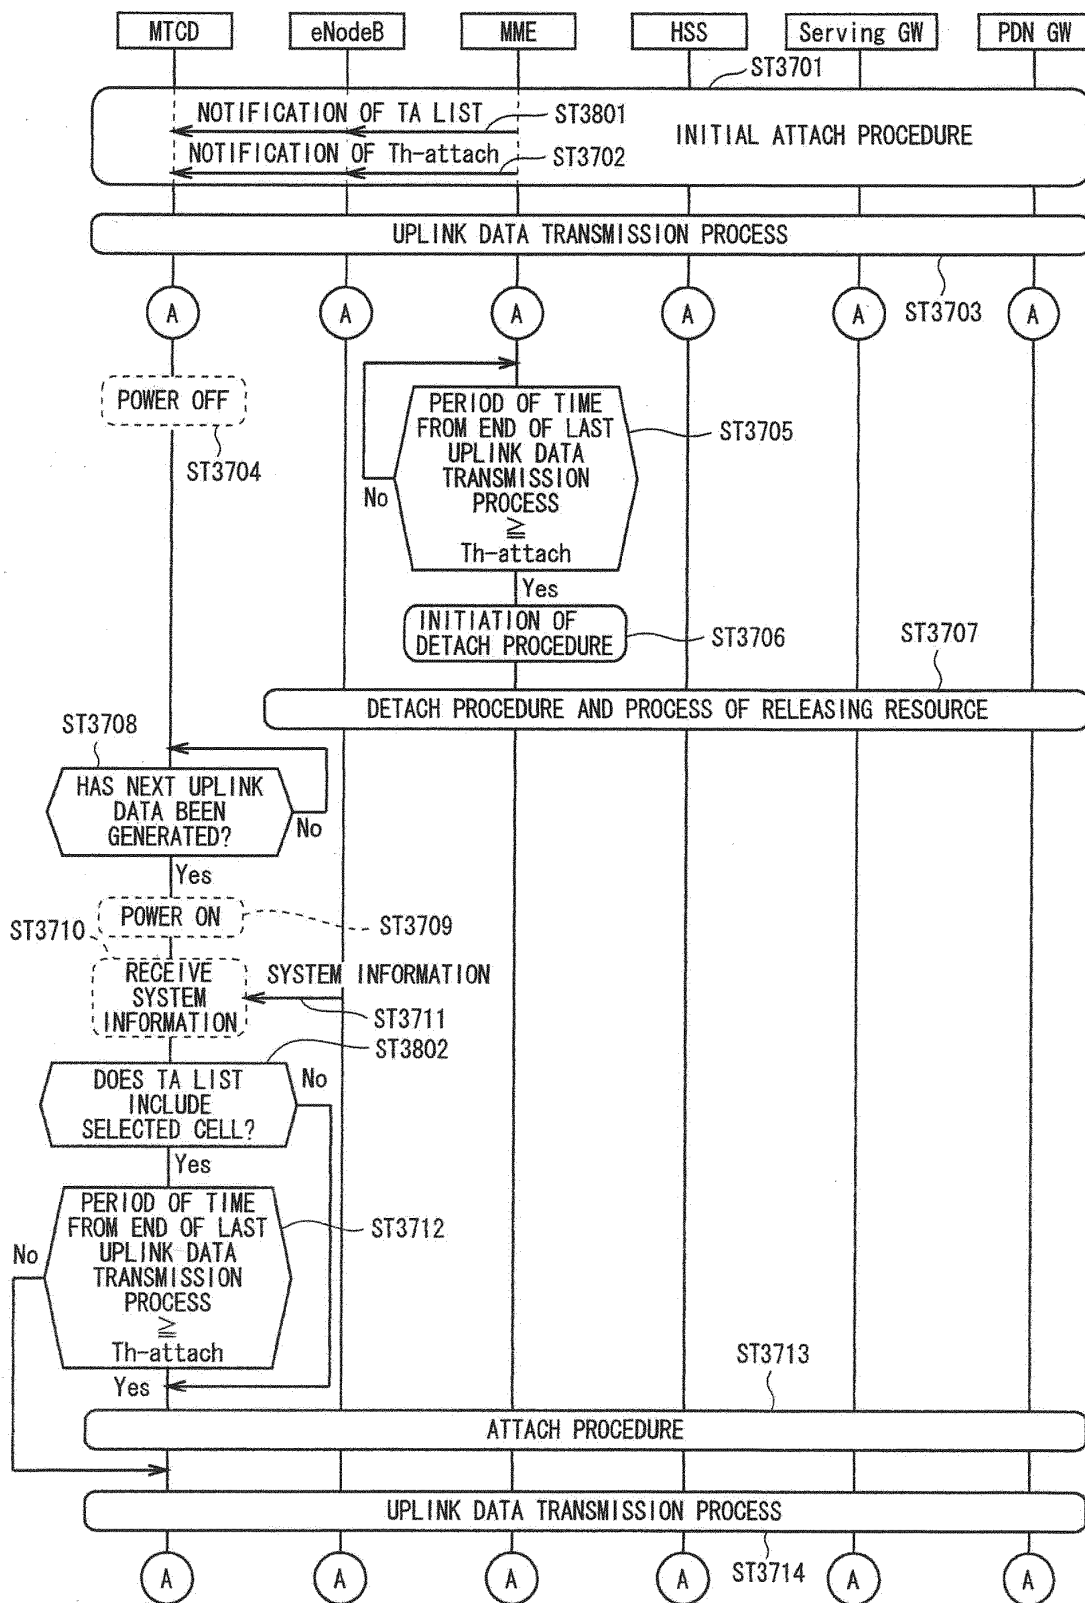 MTCD eNodeB MME HSS Serving GW PDN GW
ST3701
NOTIFICATION OF TA LIST
ST3801
INITIAL ATTACH PROCEDURE
NOTIFICATION OF Th-attach
ST3702
UPLINK DATA TRANSMISSION PROCESS
ST3703
A A A A A A
POWER OFF
ST3704
PERIOD OF TIME
FROM END OF LAST
UPLINK DATA
TRANSMISSION
PROCESS
≧
Th-attach
ST3705
No
Yes
INITIATION OF
DETACH PROCEDURE
ST3706
ST3707
DETACH PROCEDURE AND PROCESS OF RELEASING RESOURCE
ST3708
HAS NEXT UPLINK
DATA BEEN
GENERATED?
No
Yes
POWER ON
ST3709
ST3710
RECEIVE
SYSTEM
INFORMATION
SYSTEM INFORMATION
ST3711
ST3802
DOES TA LIST
INCLUDE
SELECTED CELL?
No
Yes
PERIOD OF TIME
FROM END OF LAST
UPLINK DATA
TRANSMISSION
PROCESS
≧
Th-attach
ST3712
No
Yes
ST3713
ATTACH PROCEDURE
UPLINK DATA TRANSMISSION PROCESS
ST3714
A A A A A A